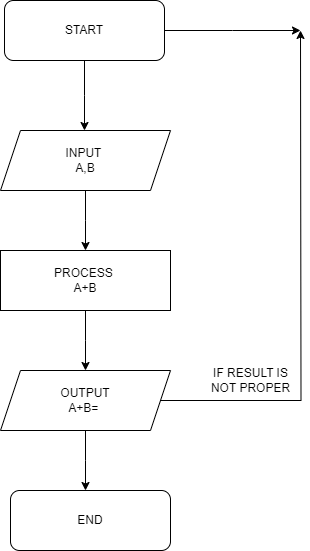 START
INPUT
A,B
PROCESS
A+B
IF RESULT IS
NOT PROPER
OUTPUT
A+B=
END